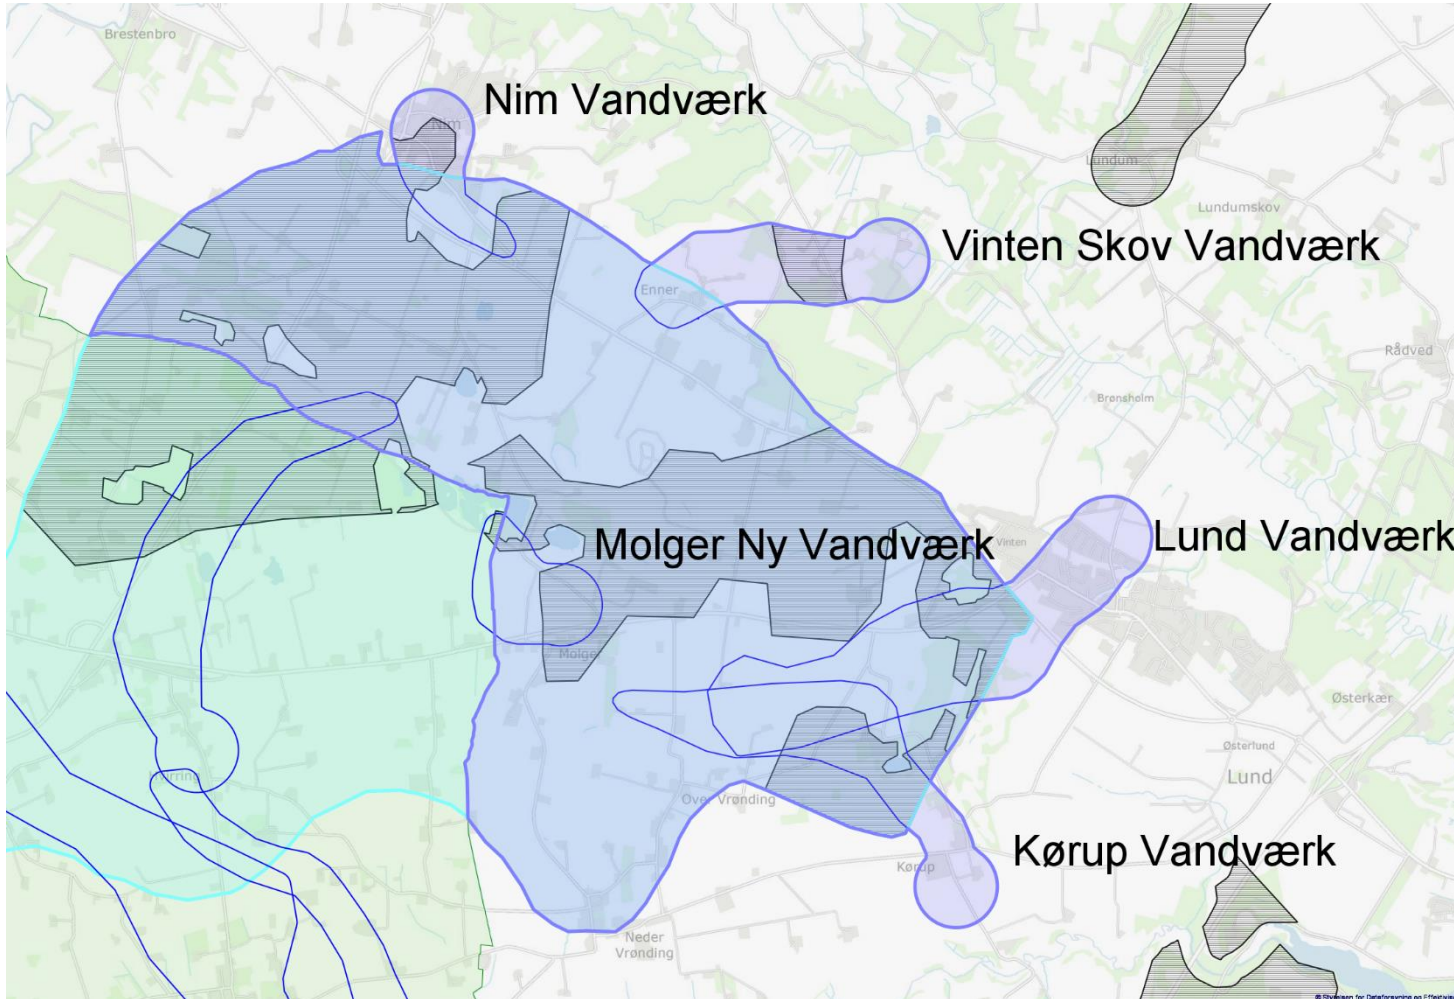 Brestenbro
Nim Vandværk
Nim
Lundum
Lundumskov
Vinten Skov Vandværk
Enner
Rådved
Brønsholm
Molger Ny Vandværk
Vinten
Lund Vandværk
Molger
Østerkær
Østerlund
Lund
Over Vrønding
Kørup Vandværk
Kørup
Neder
Vrønding